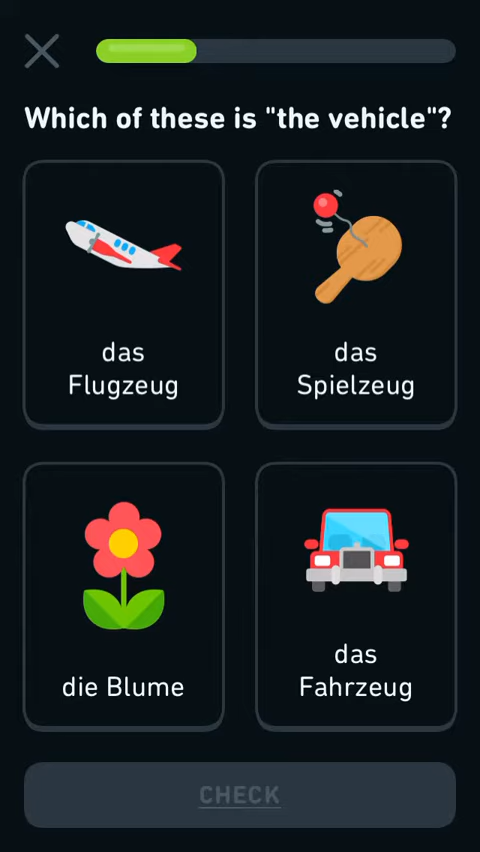 Which of these is "the vehicle"?
das
Flugzeug
das
Spielzeug
die Blume
das
Fahrzeug
CHECK